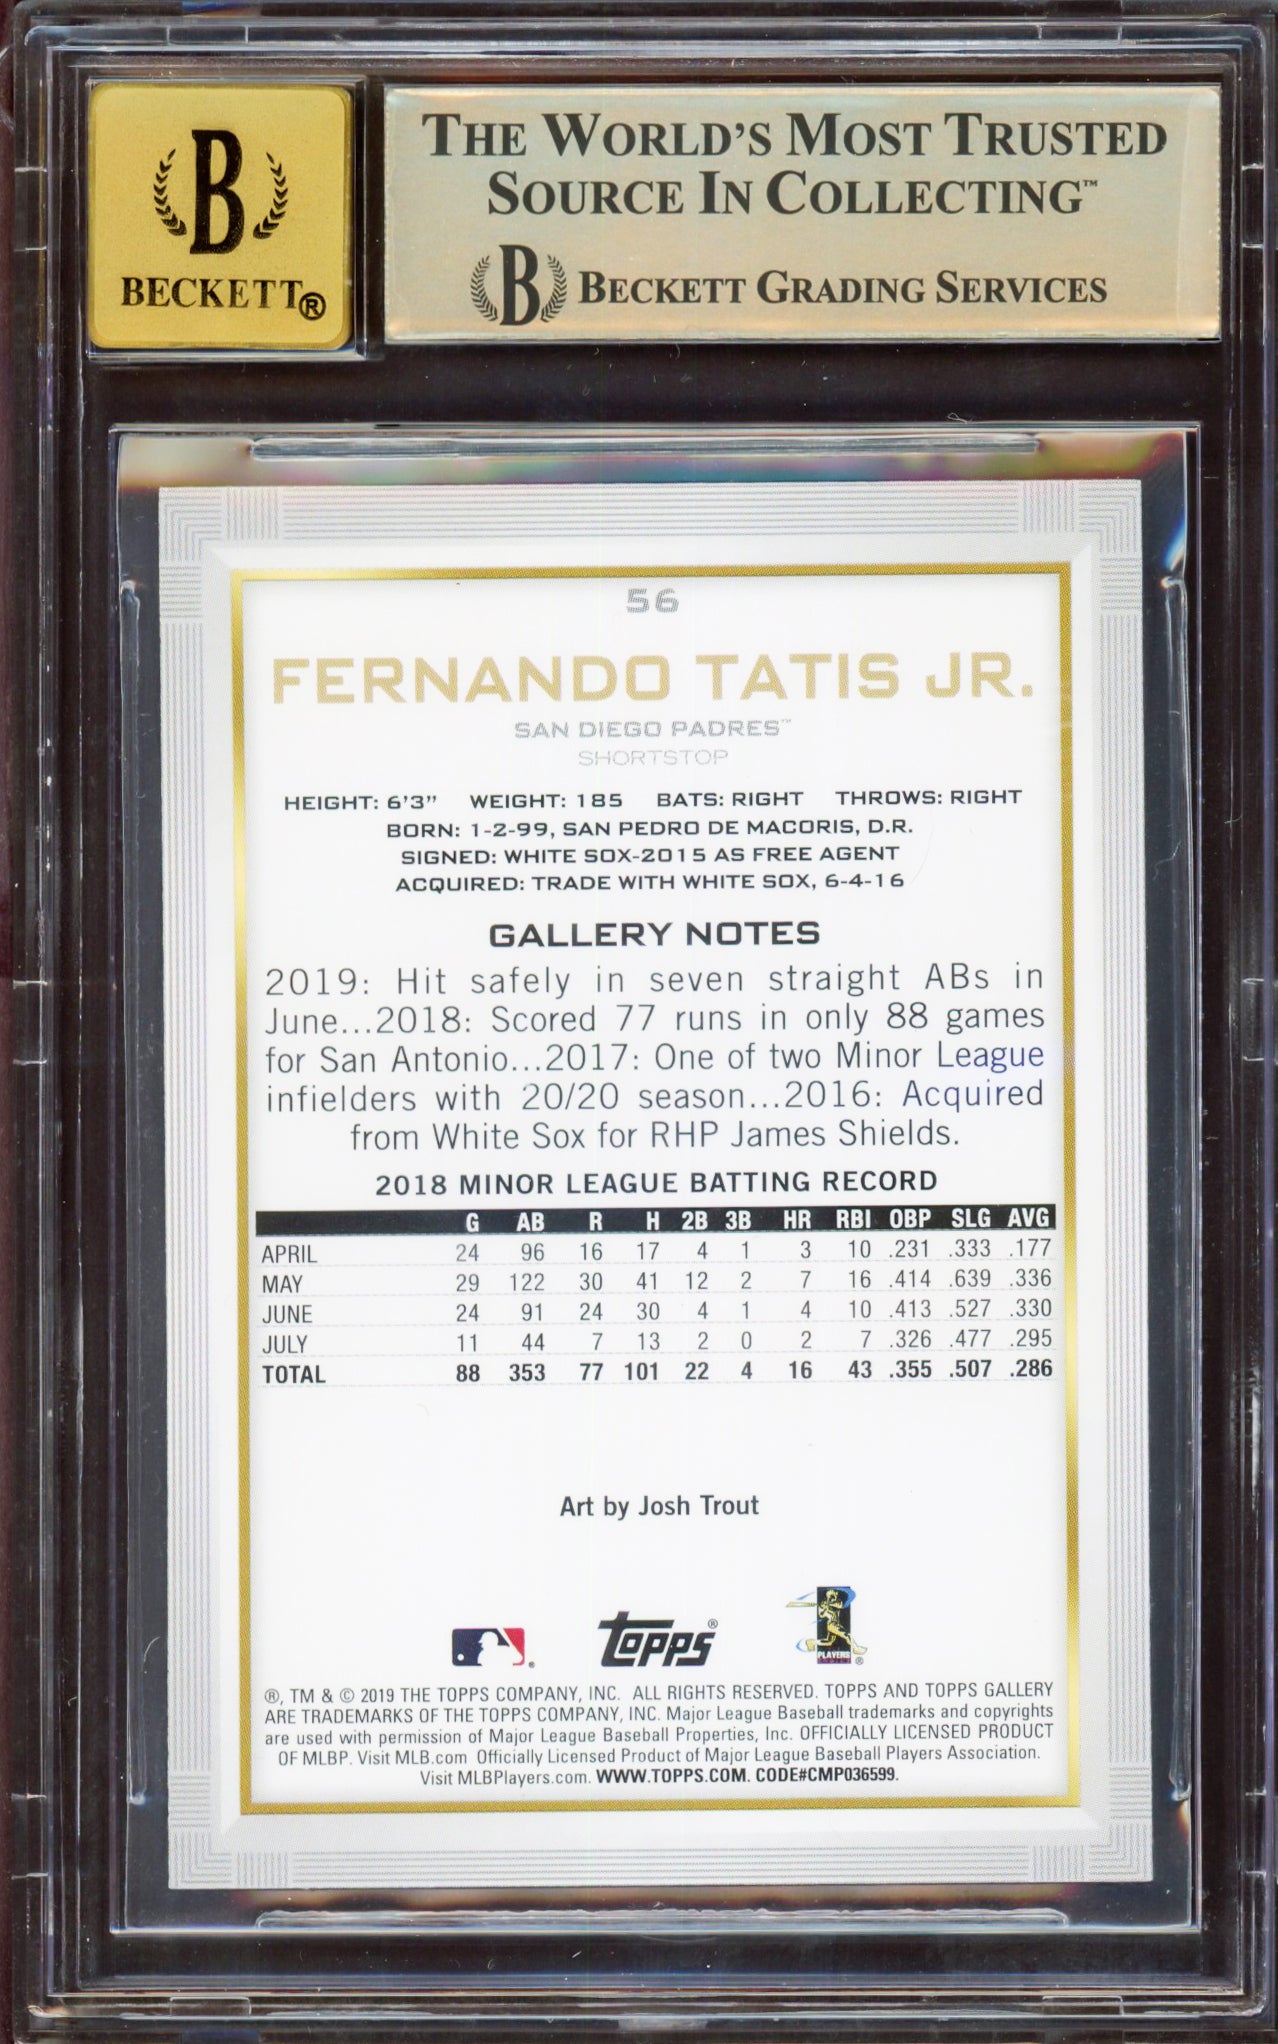 B
BECKETT®
THE WORLD'S MOST TRUSTED
SOURCE IN COLLECTING™
B BECKETT GRADING SERVICES
56
FERNANDO TATIS JR.
SAN DIEGO PADRES™
SHORTSTOP
HEIGHT: 6'3" WEIGHT: 185 BATS: RIGHT THROWS: RIGHT
BORN: 1-2-99, SAN PEDRO DE MACORIS, D.R.
SIGNED: WHITE SOX-2015 AS FREE AGENT
ACQUIRED: TRADE WITH WHITE SOX, 6-4-16
GALLERY NOTES
2019: Hit safely in seven straight ABs in
June...2018: Scored 77 runs in only 88 games
for San Antonio...2017: One of two Minor League
infielders with 20/20 season...2016: Acquired
from White Sox for RHP James Shields.
2018 MINOR LEAGUE BATTING RECORD
G AB R H 2B 3B HR RBI OBP SLG AVG
APRIL 24 96 16 17 4 1 3 10 .231 .333 .177
MAY 29 122 30 41 12 2 7 16 .414 .639 .336
JUNE 24 91 24 30 4 1 4 10 .413 .527 .330
JULY 11 44 7 13 2 0 2 7 .326 .477 .295
TOTAL 88 353 77 101 22 4 16 43 .355 .507 .286
Art by Josh Trout
topps®
PLAYERS
®, TM & © 2019 THE TOPPS COMPANY, INC. ALL RIGHTS RESERVED. TOPPS AND TOPPS GALLERY
ARE TRADEMARKS OF THE TOPPS COMPANY, INC. Major League Baseball trademarks and copyrights
are used with permission of Major League Baseball Properties, Inc. OFFICIALLY LICENSED PRODUCT
OF MLBP. Visit MLB.com Officially Licensed Product of Major League Baseball Players Association.
Visit MLBPlayers.com. WWW.TOPPS.COM. CODE#CMP036599.